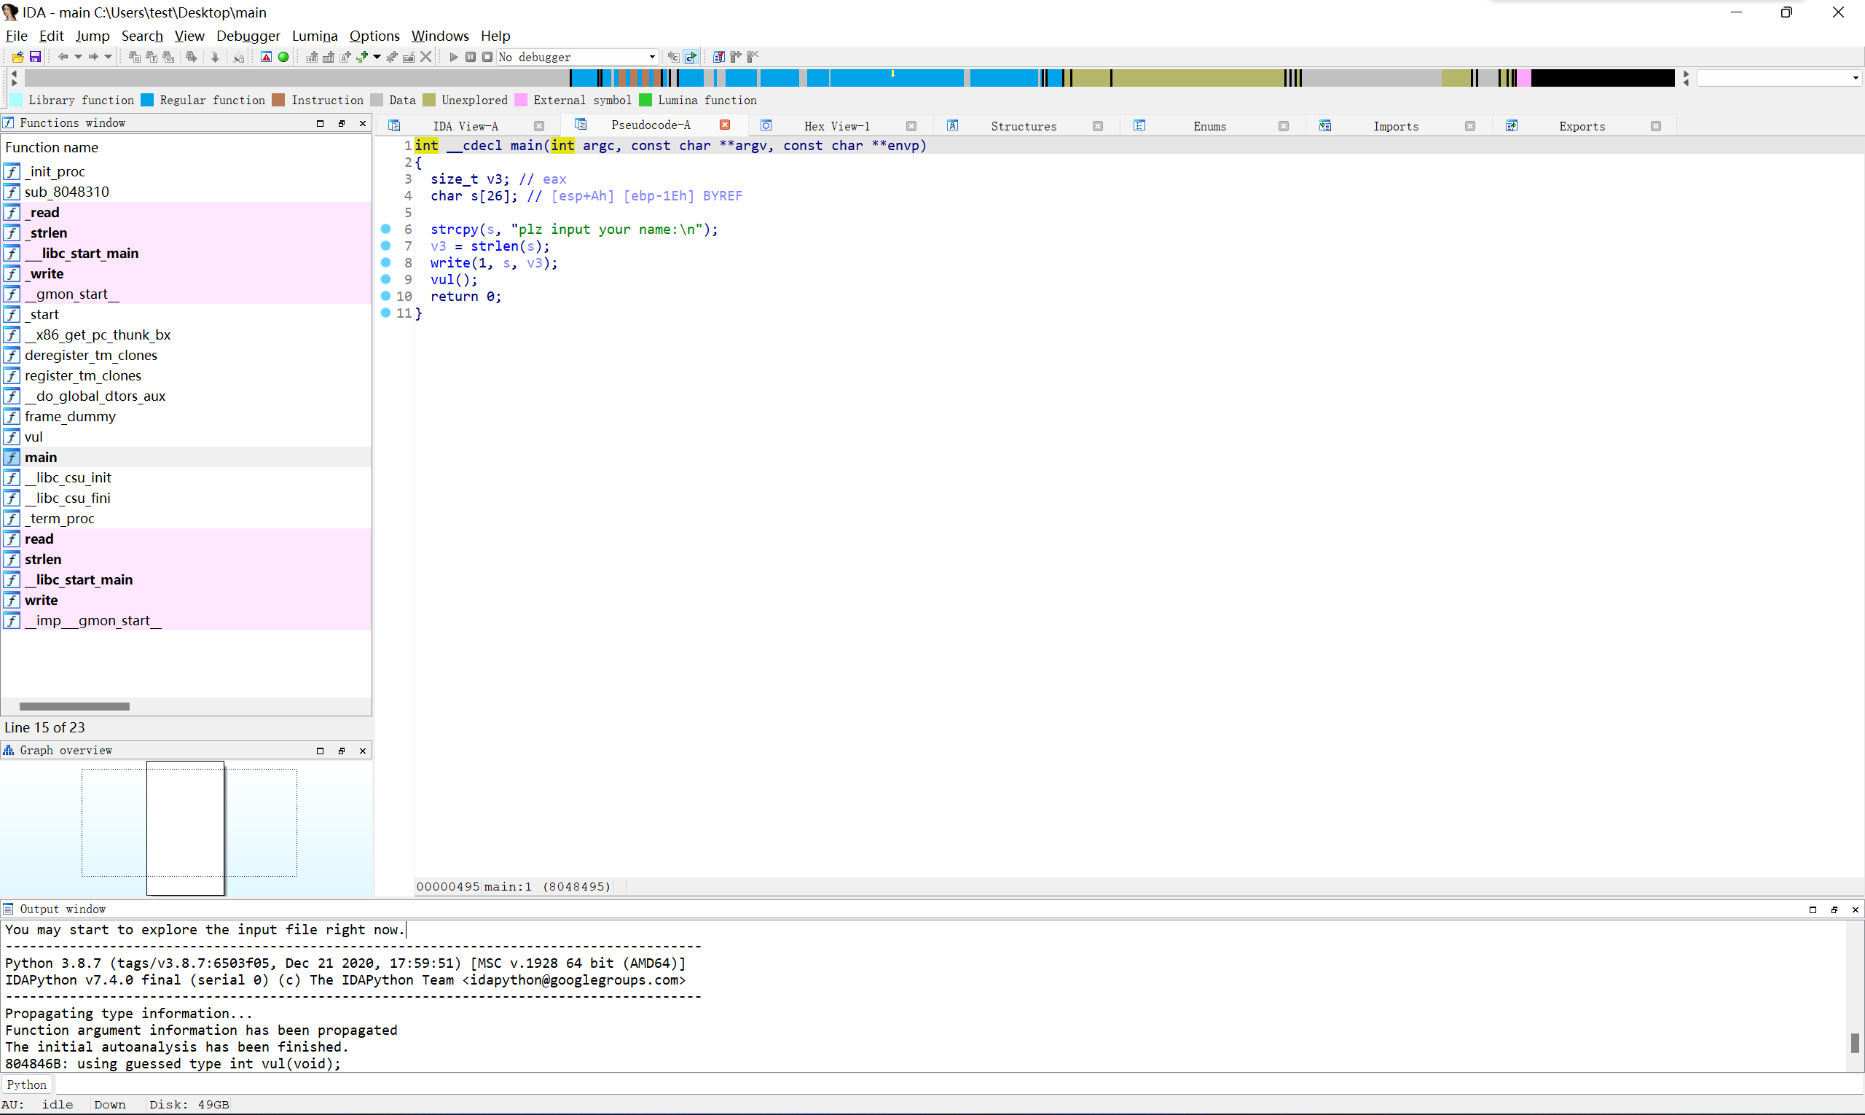 IDA - main C:\Users\test\Desktop\main
File Edit Jump Search View Debugger Lumina Options Windows Help
No debugger
Library function Regular function Instruction Data Unexplored External symbol Lumina function
Functions window
Function name
_init_proc
sub_8048310
_read
_strlen
___libc_start_main
_write
__gmon_start__
_start
__x86_get_pc_thunk_bx
deregister_tm_clones
register_tm_clones
__do_global_dtors_aux
frame_dummy
vul
main
__libc_csu_init
__libc_csu_fini
_term_proc
read
strlen
__libc_start_main
write
__imp___gmon_start__
Line 15 of 23
Graph overview
IDA View-A Pseudocode-A Hex View-1 Structures Enums Imports Exports
1 int __cdecl main(int argc, const char **argv, const char **envp)
2 {
3 size_t v3; // eax
4 char s[26]; // [esp+Ah] [ebp-1Eh] BYREF
5
6 strcpy(s, "plz input your name:\n");
7 v3 = strlen(s);
8 write(1, s, v3);
9 vul();
10 return 0;
11 }
00000495 main:1 (8048495)
Output window
You may start to explore the input file right now.
---------------------------------------------------------------------------------------
Python 3.8.7 (tags/v3.8.7:6503f05, Dec 21 2020, 17:59:51) [MSC v.1928 64 bit (AMD64)]
IDAPython v7.4.0 final (serial 0) (c) The IDAPython Team <idapython@googlegroups.com>
---------------------------------------------------------------------------------------
Propagating type information...
Function argument information has been propagated
The initial autoanalysis has been finished.
804846B: using guessed type int vul(void);
Python
AU: idle Down Disk: 49GB